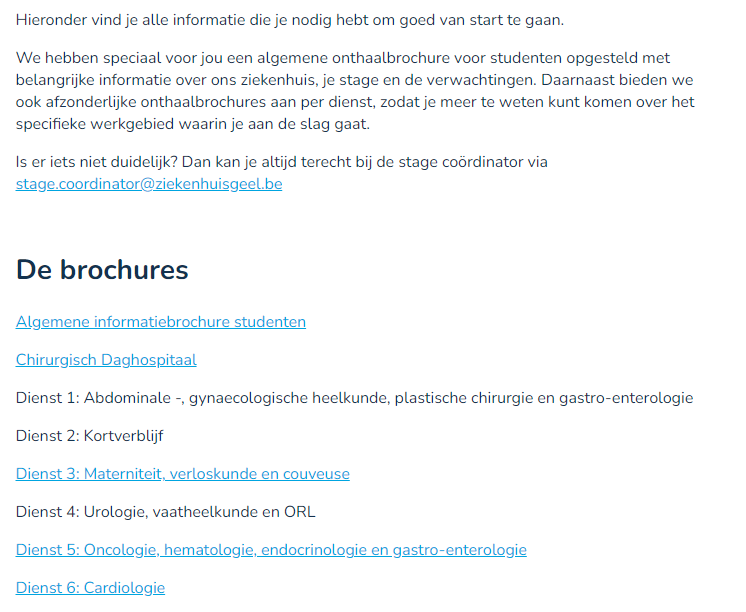 Hieronder vind je alle informatie die je nodig hebt om goed van start te gaan.
We hebben speciaal voor jou een algemene onthaalbrochure voor studenten opgesteld met
belangrijke informatie over ons ziekenhuis, je stage en de verwachtingen. Daarnaast bieden we
ook afzonderlijke onthaalbrochures aan per dienst, zodat je meer te weten kunt komen over het
specifieke werkgebied waarin je aan de slag gaat.
Is er iets niet duidelijk? Dan kan je altijd terecht bij de stage coördinator via
stage.coordinator@ziekenhuisgeel.be
De brochures
Algemene informatiebrochure studenten
Chirurgisch Daghospitaal
Dienst 1: Abdominale -, gynaecologische heelkunde, plastische chirurgie en gastro-enterologie
Dienst 2: Kortverblijf
Dienst 3: Materniteit, verloskunde en couveuse
Dienst 4: Urologie, vaatheelkunde en ORL
Dienst 5: Oncologie, hematologie, endocrinologie en gastro-enterologie
Dienst 6: Cardiologie